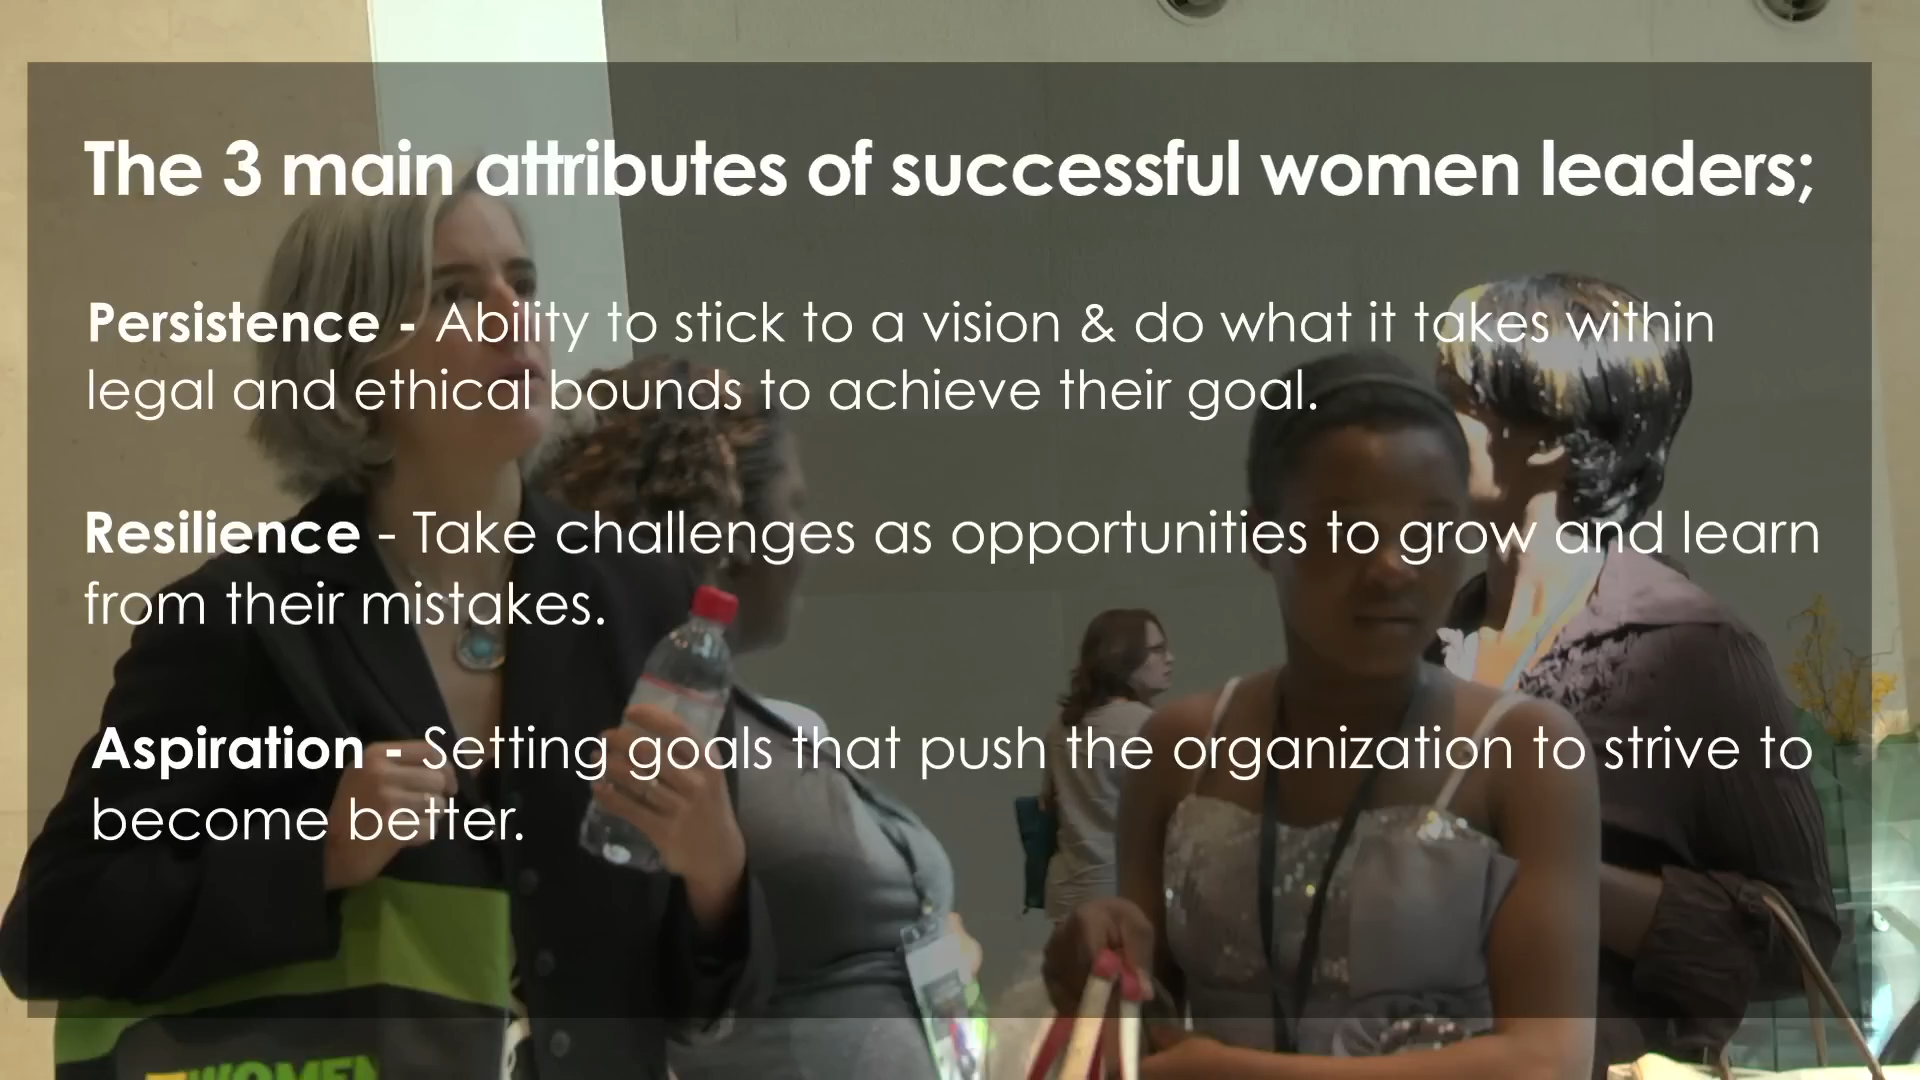 The 3 main attributes of successful women leaders;
Persistence - Ability to stick to a vision & do what it takes within
legal and ethical bounds to achieve their goal.
Resilience - Take challenges as opportunities to grow and learn
from their mistakes.
Aspiration - Setting goals that push the organization to strive to
become better.
WOMEN